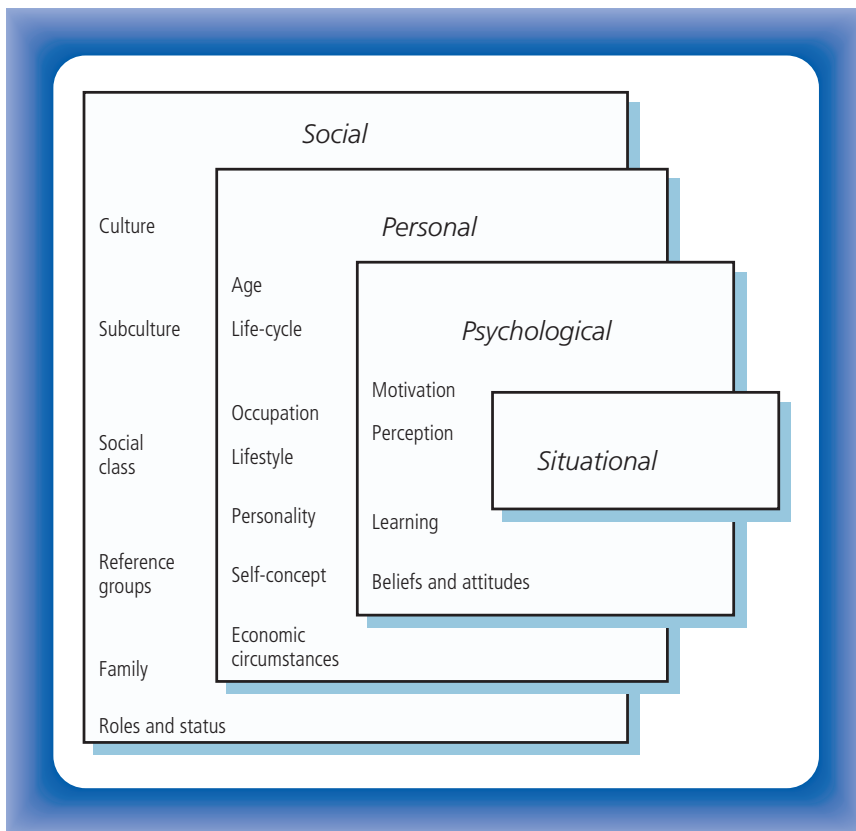 Social
Culture
Subculture
Social
class
Reference
groups
Family
Roles and status
Personal
Age
Life-cycle
Occupation
Lifestyle
Personality
Self-concept
Economic
circumstances
Psychological
Motivation
Perception
Learning
Beliefs and attitudes
Situational